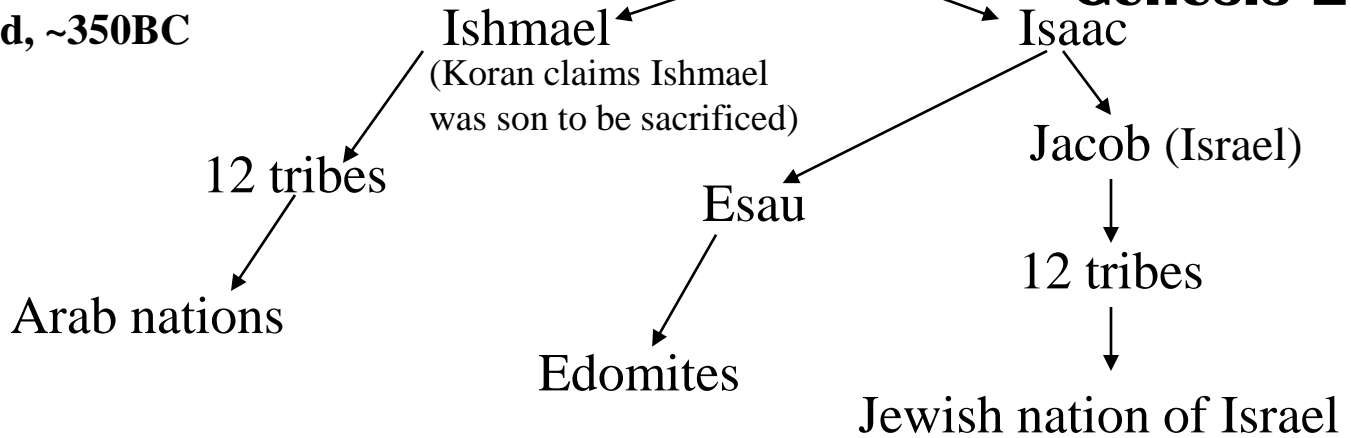 d, ~350BC
Ishmael
Isaac
(Koran claims Ishmael
was son to be sacrificed)
Jacob (Israel)
12 tribes
Esau
12 tribes
Arab nations
Edomites
Jewish nation of Israel